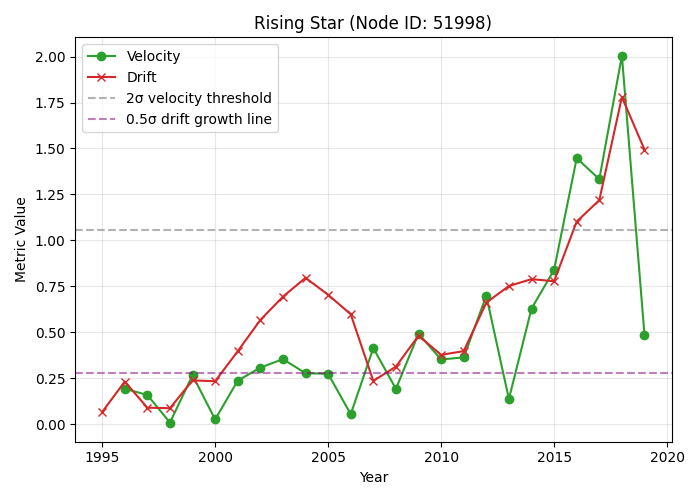 Rising Star (Node ID: 51998)
Velocity
Drift
2σ velocity threshold
0.5σ drift growth line
Metric Value
2.00
1.75
1.50
1.25
1.00
0.75
0.50
0.25
0.00
1995 2000 2005 2010 2015 2020
Year